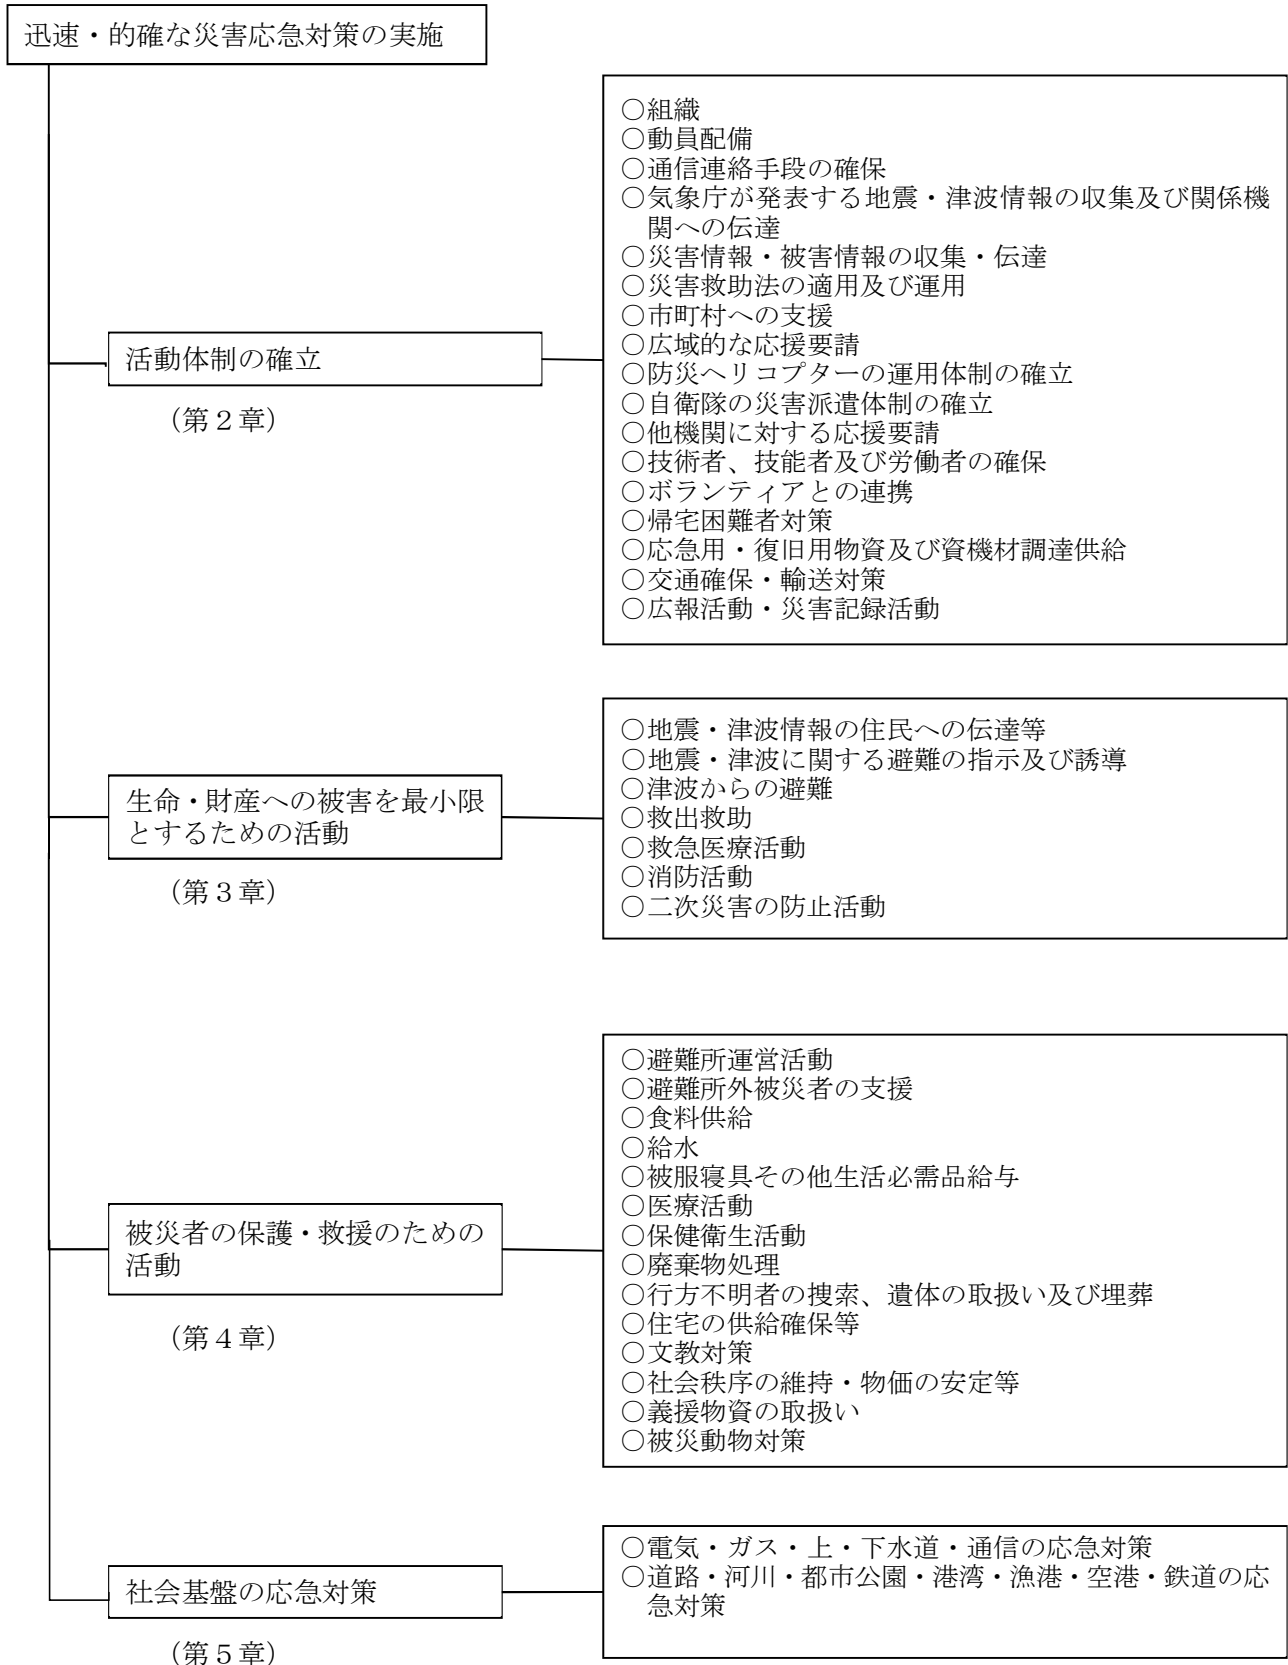 迅速・的確な災害応急対策の実施
○組織
○動員配備
○通信連絡手段の確保
○気象庁が発表する地震・津波情報の収集及び関係機
関への伝達
○災害情報・被害情報の収集・伝達
○災害救助法の適用及び運用
○市町村への支援
○広域的な応援要請
○防災ヘリコプターの運用体制の確立
○自衛隊の災害派遣体制の確立
○他機関に対する応援要請
○技術者、技能者及び労働者の確保
○ボランティアとの連携
○帰宅困難者対策
○応急用・復旧用物資及び資機材調達供給
○交通確保・輸送対策
○広報活動・災害記録活動
活動体制の確立
（第２章）
○地震・津波情報の住民への伝達等
○地震・津波に関する避難の指示及び誘導
○津波からの避難
○救出救助
○救急医療活動
○消防活動
○二次災害の防止活動
生命・財産への被害を最小限
とするための活動
（第３章）
○避難所運営活動
○避難所外被災者の支援
○食料供給
○給水
○被服寝具その他生活必需品給与
○医療活動
○保健衛生活動
○廃棄物処理
○行方不明者の捜索、遺体の取扱い及び埋葬
○住宅の供給確保等
○文教対策
○社会秩序の維持・物価の安定等
○義援物資の取扱い
○被災動物対策
被災者の保護・救援のための
活動
（第４章）
○電気・ガス・上・下水道・通信の応急対策
○道路・河川・都市公園・港湾・漁港・空港・鉄道の応
急対策
社会基盤の応急対策
（第５章）